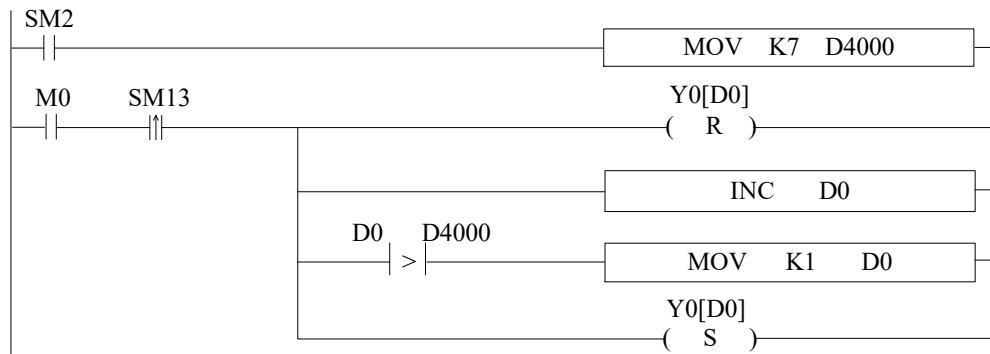 SM2
MOV K7 D4000
M0 SM13 Y0[D0]
( R )
INC D0
D0 > D4000
MOV K1 D0
Y0[D0]
( S )